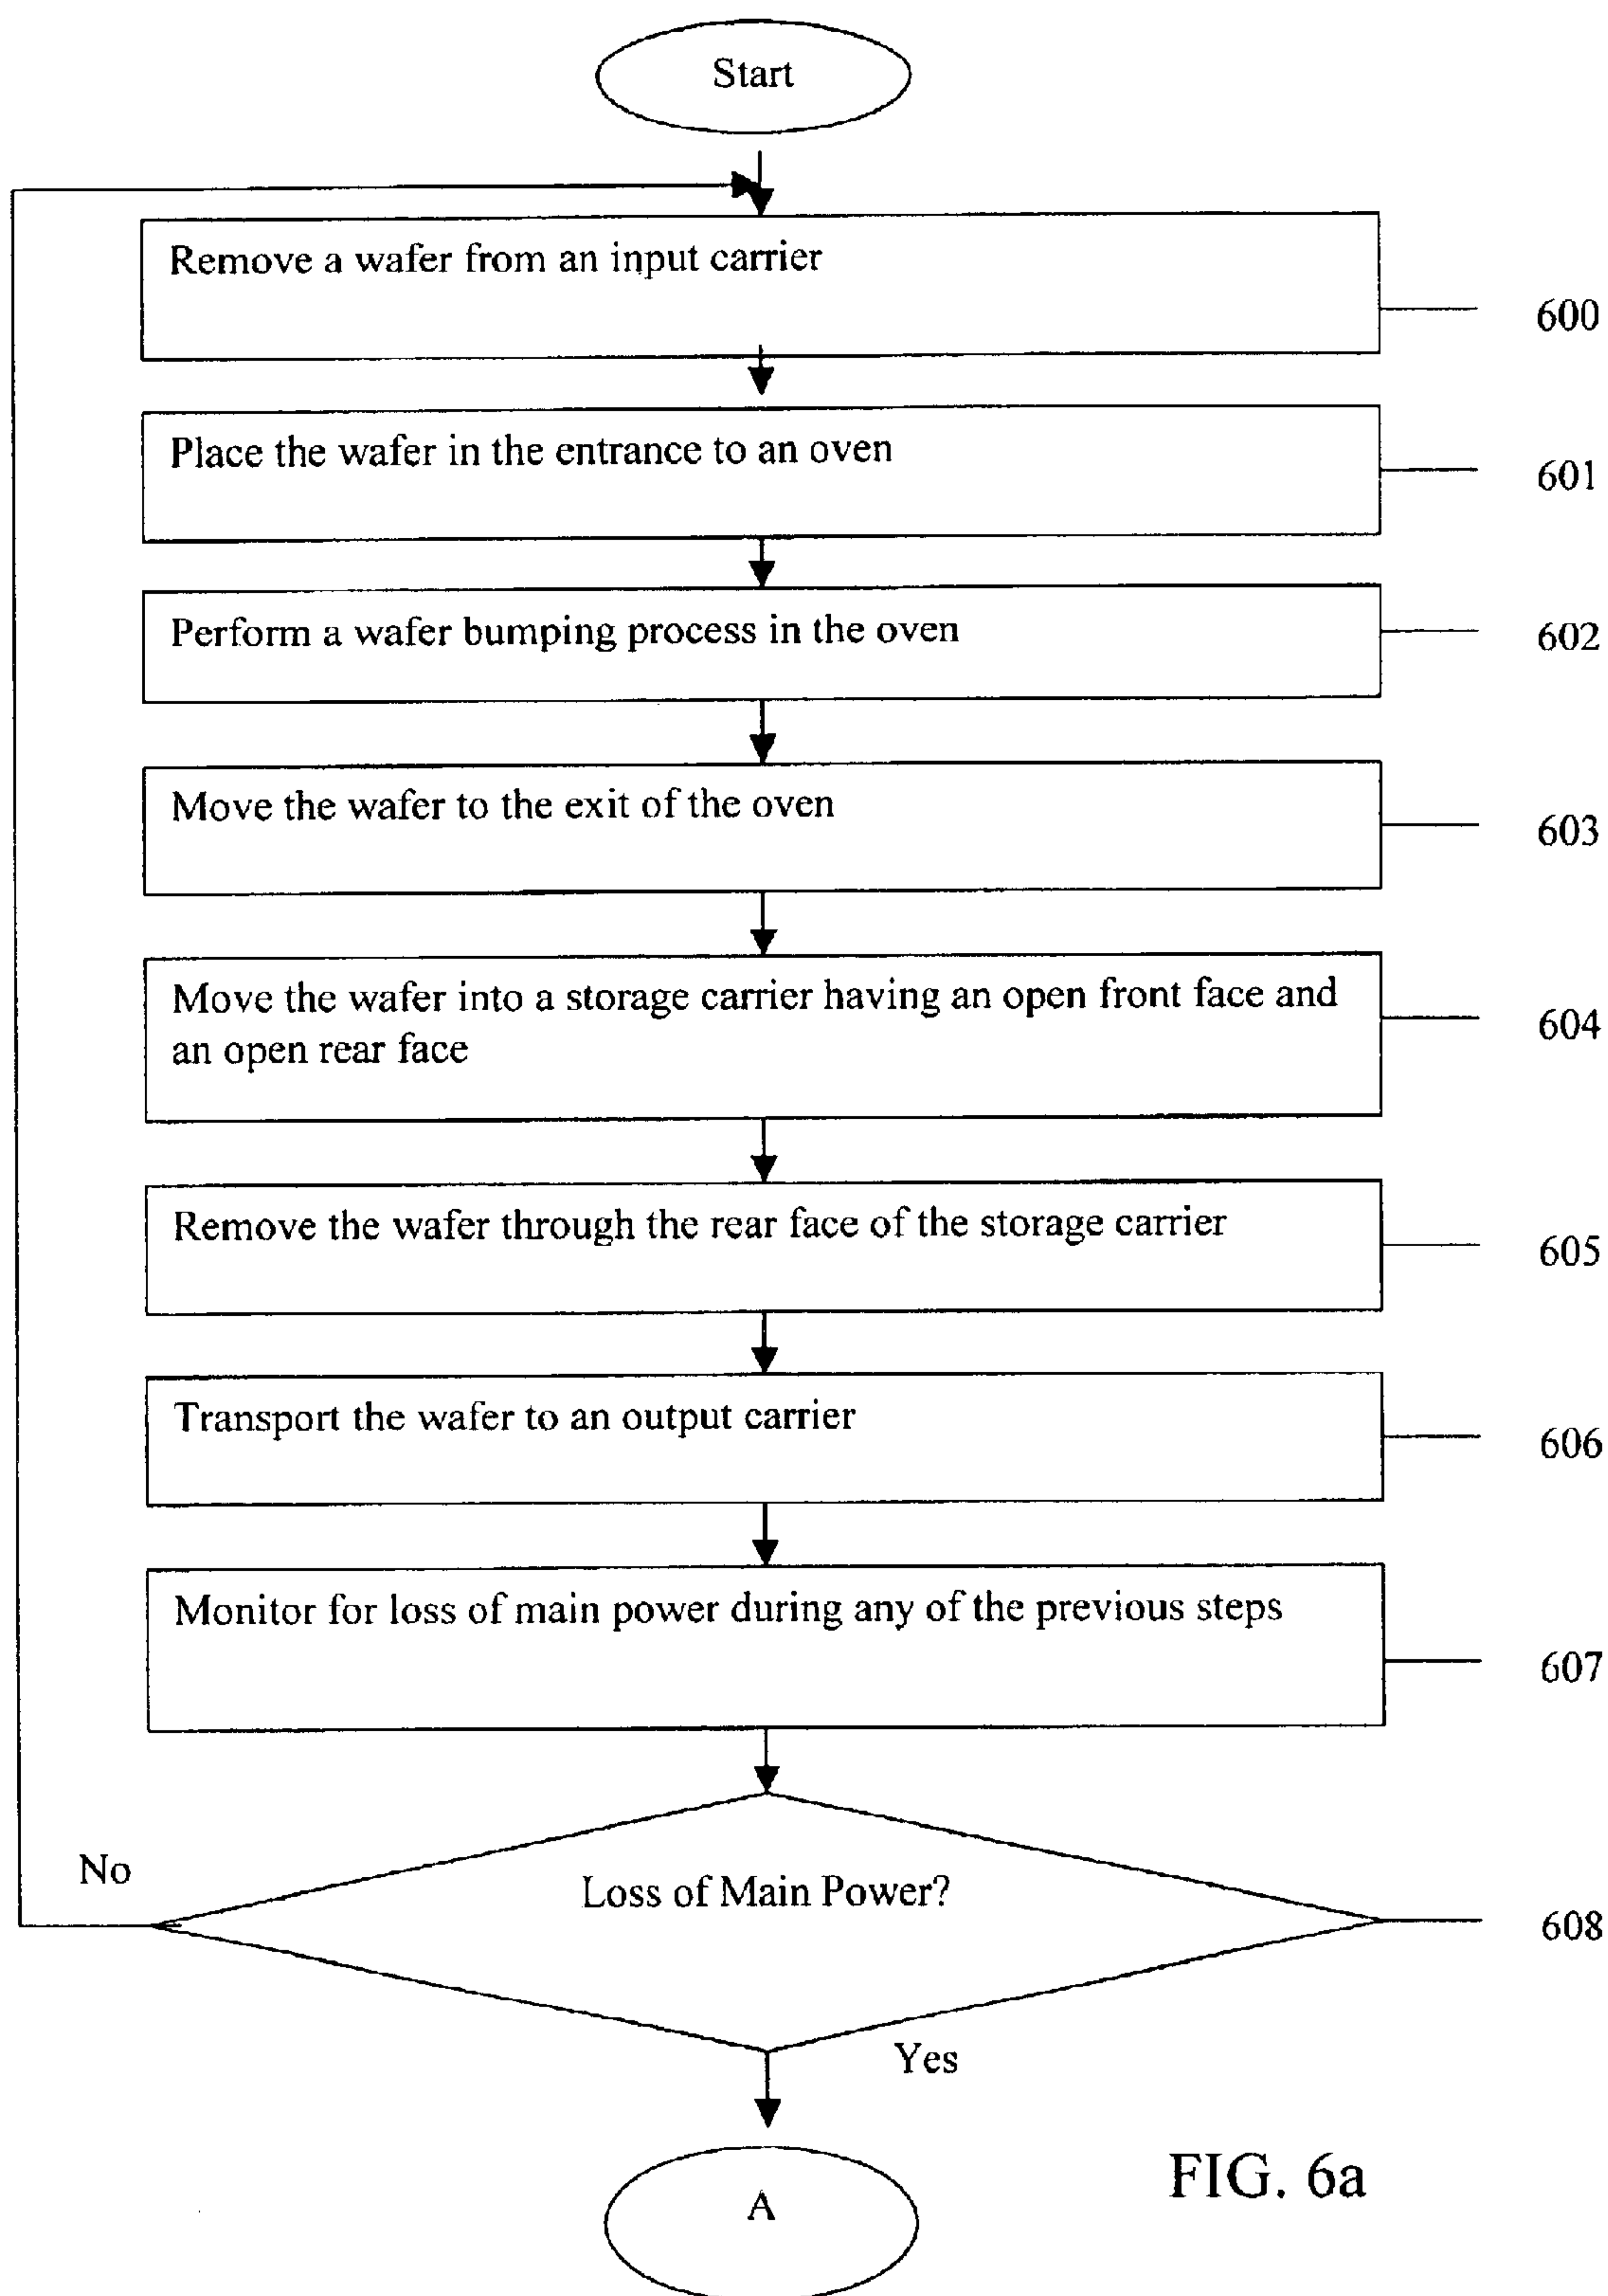 Start
Remove a wafer from an input carrier
600
Place the wafer in the entrance to an oven
601
Perform a wafer bumping process in the oven
602
Move the wafer to the exit of the oven
603
Move the wafer into a storage carrier having an open front face and
an open rear face
604
Remove the wafer through the rear face of the storage carrier
605
Transport the wafer to an output carrier
606
Monitor for loss of main power during any of the previous steps
607
No
Loss of Main Power?
608
Yes
A
FIG. 6a